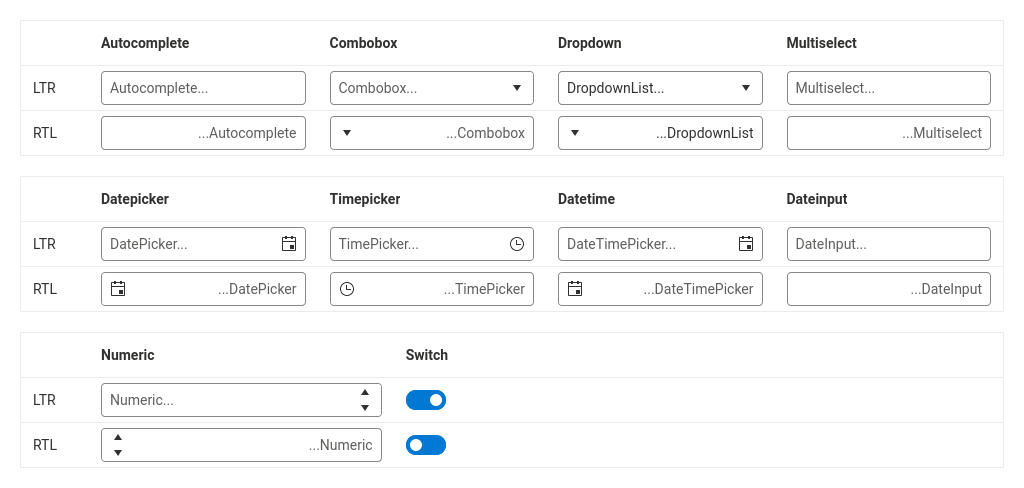 Autocomplete Combobox Dropdown Multiselect
LTR Autocomplete... Combobox... DropdownList... Multiselect...
RTL ...Autocomplete ...Combobox ...DropdownList ...Multiselect
Datepicker Timepicker Datetime Dateinput
LTR DatePicker... TimePicker... DateTimePicker... DateInput...
RTL ...DatePicker ...TimePicker ...DateTimePicker ...DateInput
Numeric Switch
LTR Numeric...
RTL ...Numeric